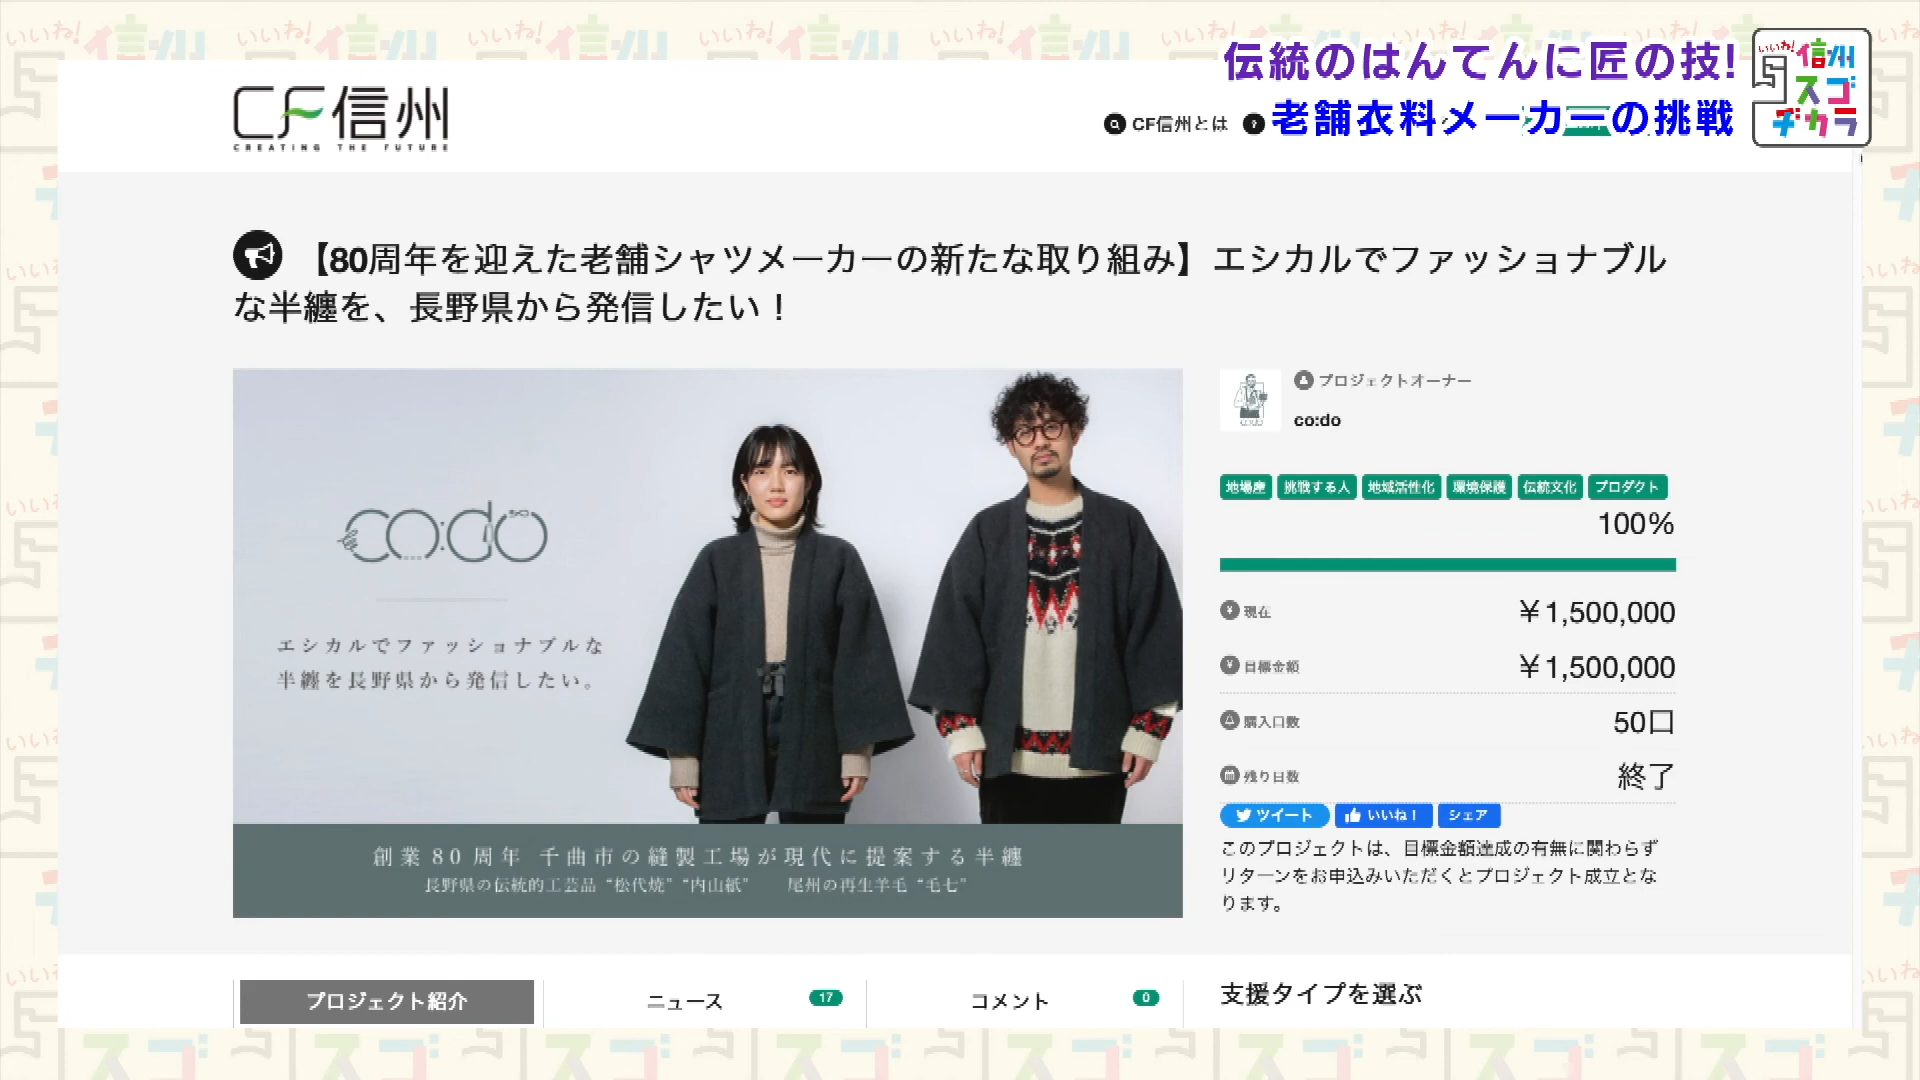 伝統のはんてんに匠の技!
老舗衣料メーカーの挑戦
いいね!
信州
スゴ
ヂカラ
CF信州
CREATING THE FUTURE
CF信州とは
【80周年を迎えた老舗シャツメーカーの新たな取り組み】エシカルでファッショナブル
な半纏を、長野県から発信したい！
co:do
エシカルでファッショナブルな
半纏を長野県から発信したい。
創業80周年 千曲市の縫製工場が現代に提案する半纏
長野県の伝統的工芸品 “松代焼” “内山紙” 尾州の再生羊毛 “毛七”
プロジェクトオーナー
co:do
地場産 挑戦する人 地域活性化 環境保護 伝統文化 プロダクト
100%
現在 ￥1,500,000
目標金額 ￥1,500,000
購入口数 50口
残り日数 終了
ツイート いいね！ シェア
このプロジェクトは、目標金額達成の有無に関わらず
リターンをお申込みいただくとプロジェクト成立とな
ります。
プロジェクト紹介 ニュース 17 コメント 0
支援タイプを選ぶ